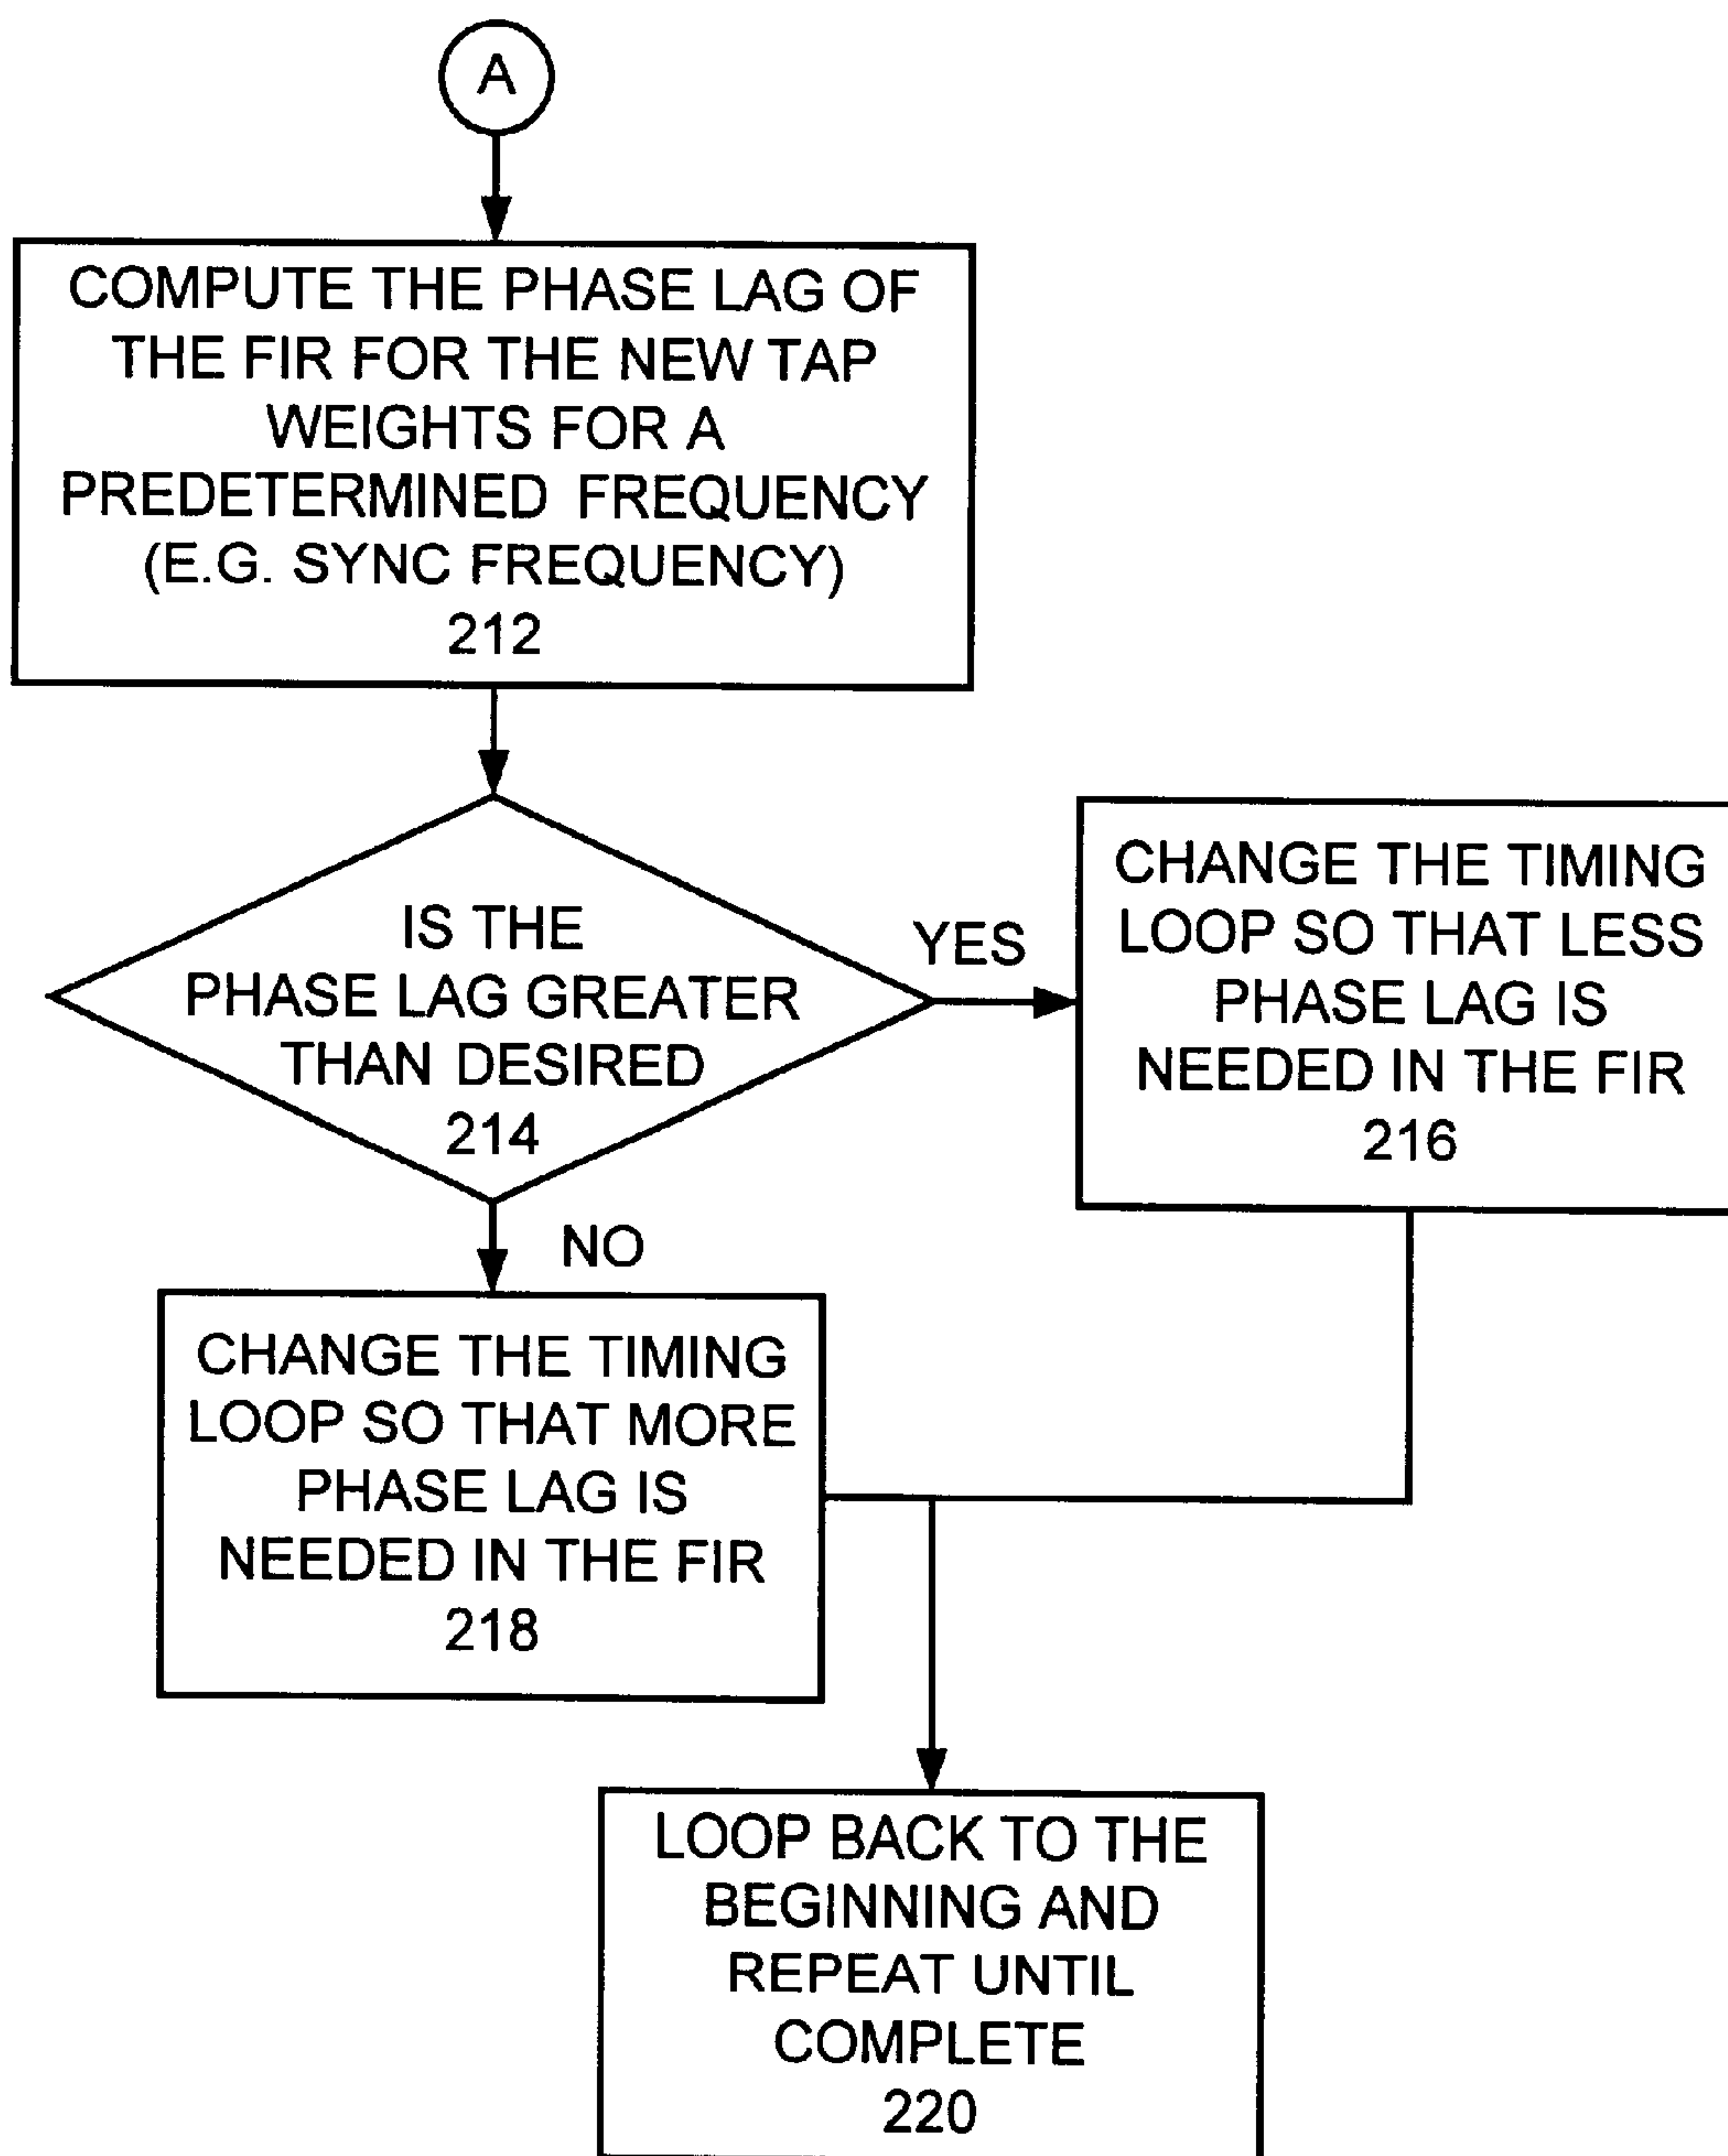 A
COMPUTE THE PHASE LAG OF
THE FIR FOR THE NEW TAP
WEIGHTS FOR A
PREDETERMINED FREQUENCY
(E.G. SYNC FREQUENCY)
212
IS THE
PHASE LAG GREATER
THAN DESIRED
214
YES
CHANGE THE TIMING
LOOP SO THAT LESS
PHASE LAG IS
NEEDED IN THE FIR
216
NO
CHANGE THE TIMING
LOOP SO THAT MORE
PHASE LAG IS
NEEDED IN THE FIR
218
LOOP BACK TO THE
BEGINNING AND
REPEAT UNTIL
COMPLETE
220